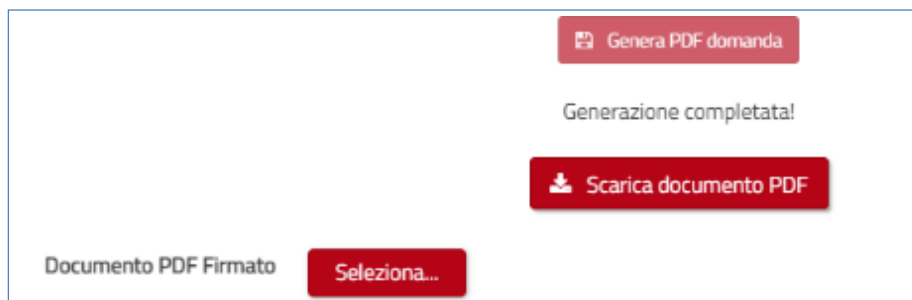 Genera PDF domanda
Generazione completata!
Scarica documento PDF
Documento PDF Firmato Seleziona...